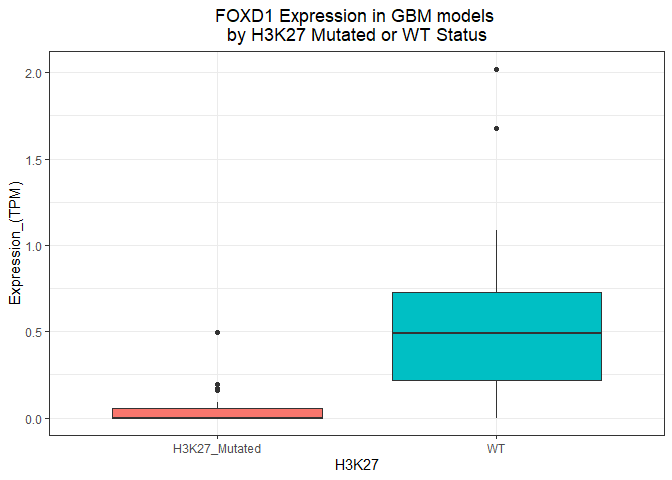 FOXD1 Expression in GBM models
by H3K27 Mutated or WT Status
Expression_(TPM)
2.0
1.5
1.0
0.5
0.0
H3K27_Mutated
WT
H3K27